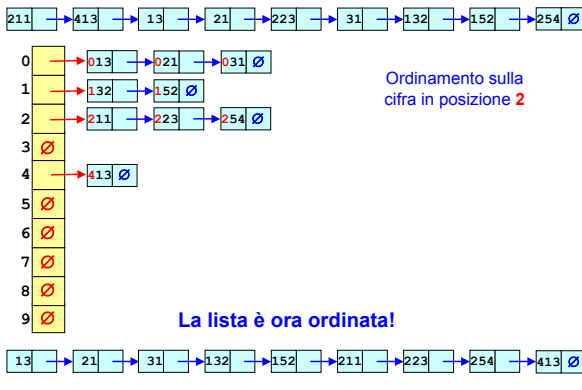 211 413 13 21 223 31 132 152 254 Ø
0 013 021 031 Ø
1 132 152 Ø
2 211 223 254 Ø
3 Ø
4 413 Ø
5 Ø
6 Ø
7 Ø
8 Ø
9 Ø
Ordinamento sulla
cifra in posizione 2
La lista è ora ordinata!
13 21 31 132 152 211 223 254 413 Ø